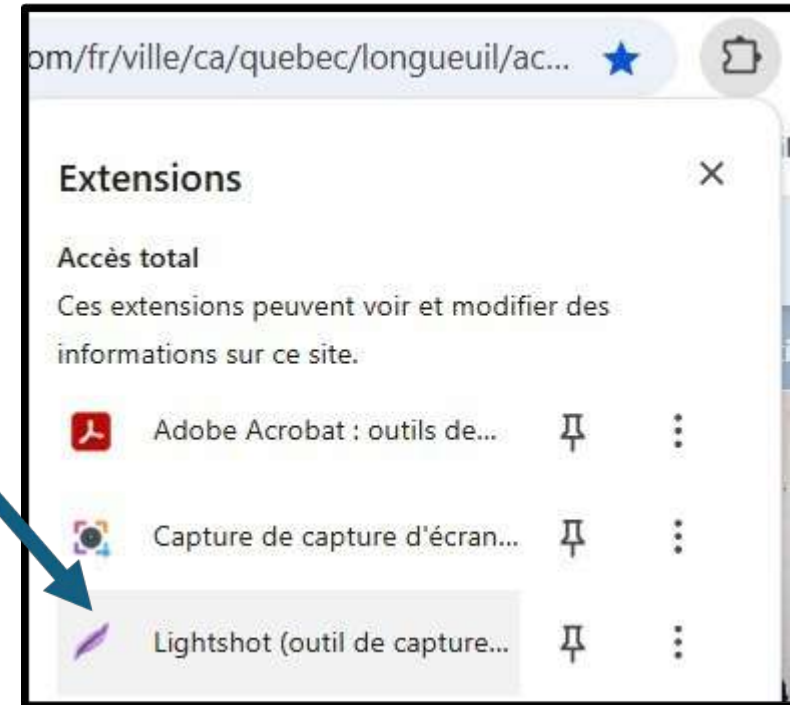 om/fr/ville/ca/quebec/longueuil/ac...
Extensions
Accès total
Ces extensions peuvent voir et modifier des
informations sur ce site.
Adobe Acrobat : outils de...
Capture de capture d'écran...
Lightshot (outil de capture...